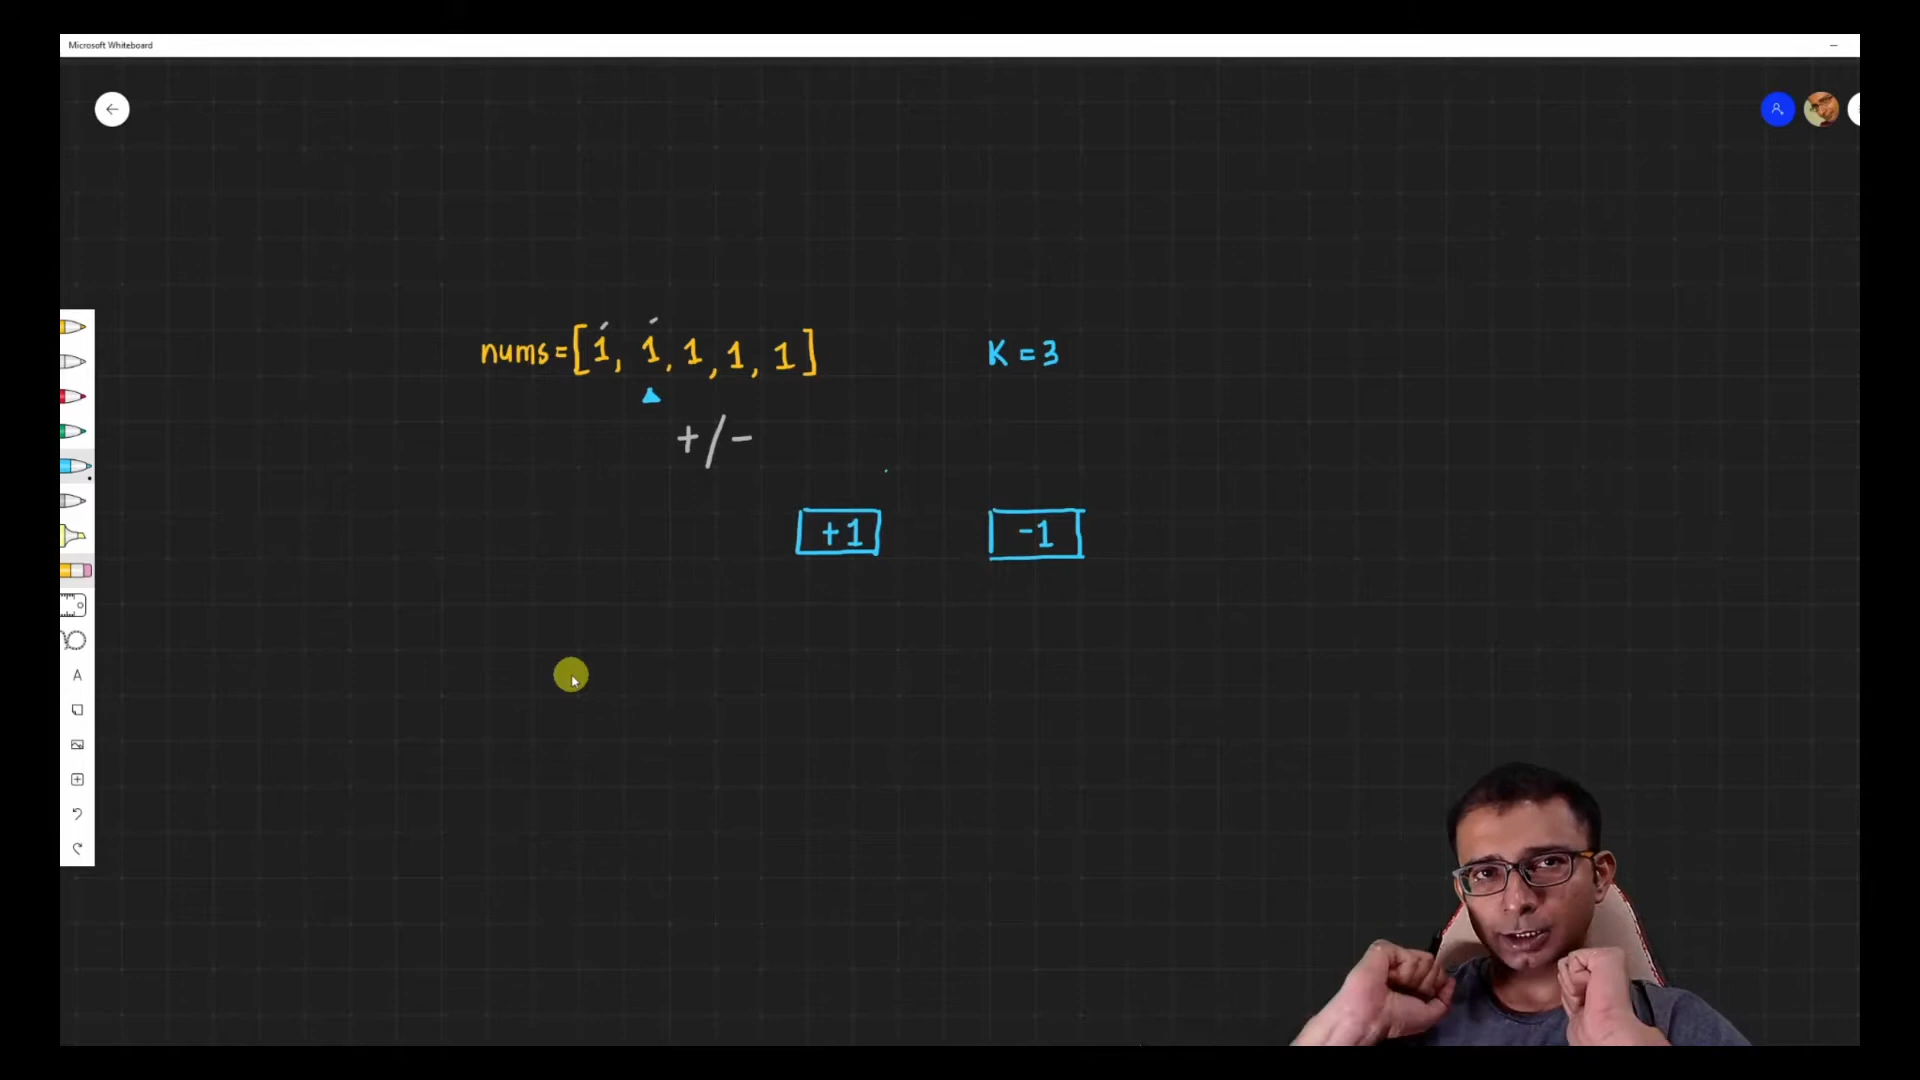 Microsoft Whiteboard
nums=[1, 1, 1, 1, 1] K=3
+/-
+1 -1
A